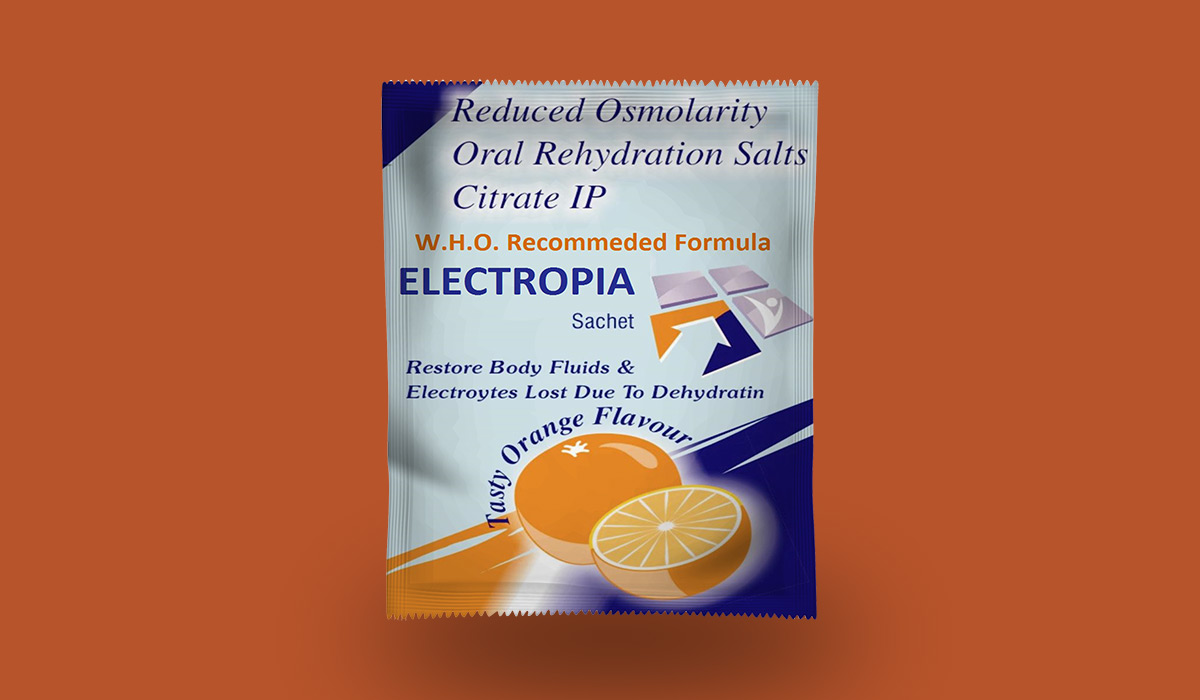 Reduced Osmolarity
Oral Rehydration Salts
Citrate IP
W.H.O. Recommeded Formula
ELECTROPIA
Sachet
Restore Body Fluids &
Electroytes Lost Due To Dehydratin
Tasty Orange Flavour